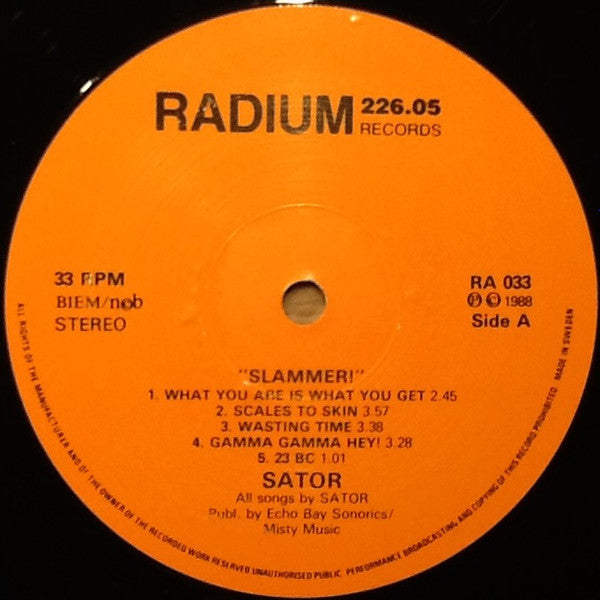 RADIUM 226.05
RECORDS
33 RPM
BIEM/ncb
STEREO
RA 033
Ⓟ © 1988
Side A
"SLAMMER!"
1. WHAT YOU ARE IS WHAT YOU GET 2.45
2. SCALES TO SKIN 3.57
3. WASTING TIME 3.38
4. GAMMA GAMMA HEY! 3.28
5. 23 BC 1.01
SATOR
All songs by SATOR
Publ. by Echo Bay Sonorics/
Misty Music
ALL RIGHTS OF THE MANUFACTURER AND OF THE OWNER OF THE RECORDED WORK RESERVED UNAUTHORISED PUBLIC PERFORMANCE BROADCASTING AND COPYING OF THIS RECORD PROHIBITED MADE IN SWEDEN